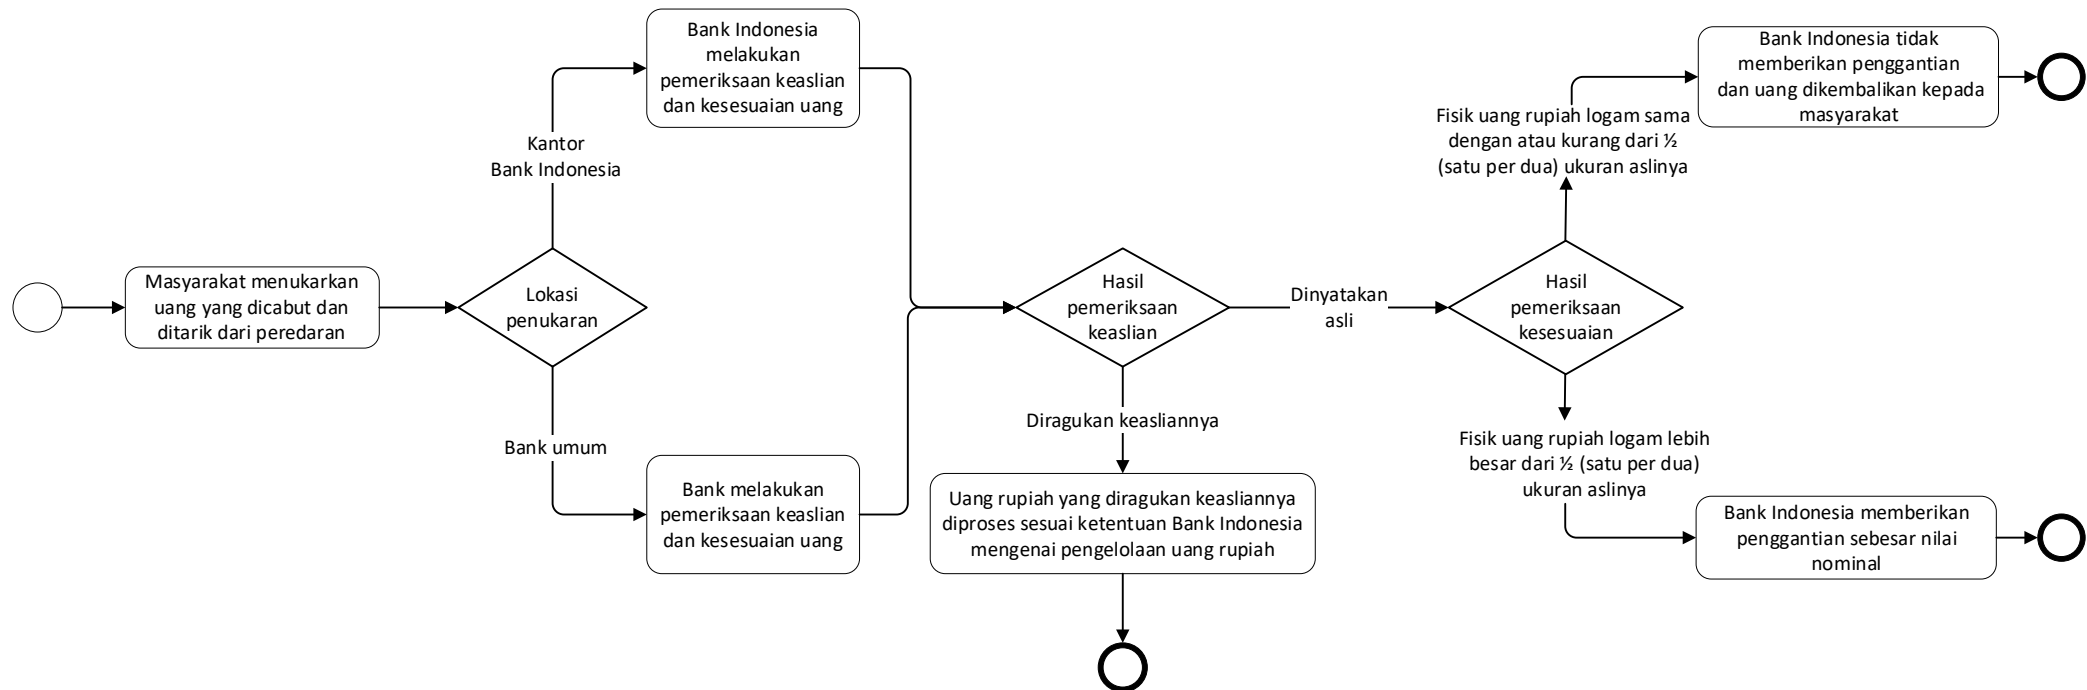 Masyarakat menukarkan
uang yang dicabut dan
ditarik dari peredaran
Lokasi
penukaran
Kantor
Bank Indonesia
Bank Indonesia
melakukan
pemeriksaan keaslian
dan kesesuaian uang
Bank umum
Bank melakukan
pemeriksaan keaslian
dan kesesuaian uang
Hasil
pemeriksaan
keaslian
Diragukan keasliannya
Uang rupiah yang diragukan keasliannya
diproses sesuai ketentuan Bank Indonesia
mengenai pengelolaan uang rupiah
Dinyatakan
asli
Hasil
pemeriksaan
kesesuaian
Fisik uang rupiah logam sama
dengan atau kurang dari ½
(satu per dua) ukuran aslinya
Bank Indonesia tidak
memberikan penggantian
dan uang dikembalikan kepada
masyarakat
Fisik uang rupiah logam lebih
besar dari ½ (satu per dua)
ukuran aslinya
Bank Indonesia memberikan
penggantian sebesar nilai
nominal